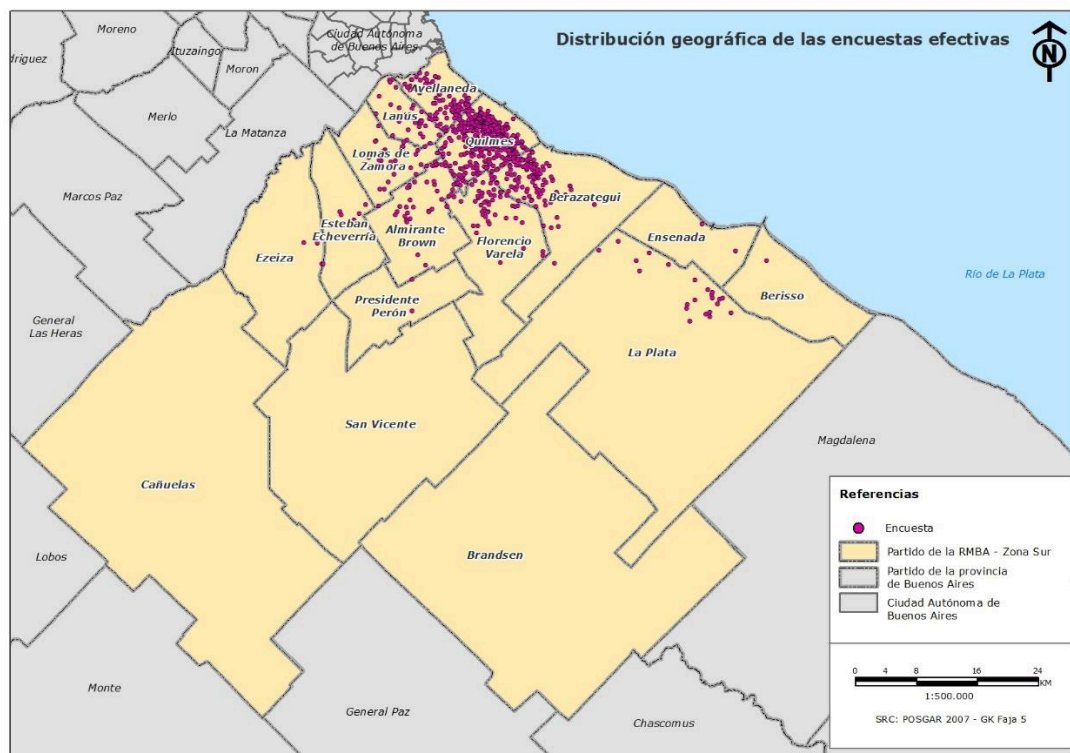 Distribución geográfica de las encuestas efectivas
N
Moreno
Ciudad Autónoma
de Buenos Aires
driguez
Ituzaingo
Moron
Merlo
La Matanza
Marcos Paz
General
Las Heras
Lobos
Monte
General Paz
Chascomus
Magdalena
Río de La Plata
Avellaneda
Lanús
Quilmes
Lomas de
Zamora
Berazategui
Esteban
Echeverría
Almirante
Brown
Florencio
Varela
Ezeiza
Ensenada
Berisso
Presidente
Perón
La Plata
San Vicente
Cañuelas
Brandsen
Referencias
Encuesta
Partido de la RMBA - Zona Sur
Partido de la provincia
de Buenos Aires
Ciudad Autónoma de
Buenos Aires
0 4 8 16 24
KM
1:500.000
SRC: POSGAR 2007 - GK Faja 5